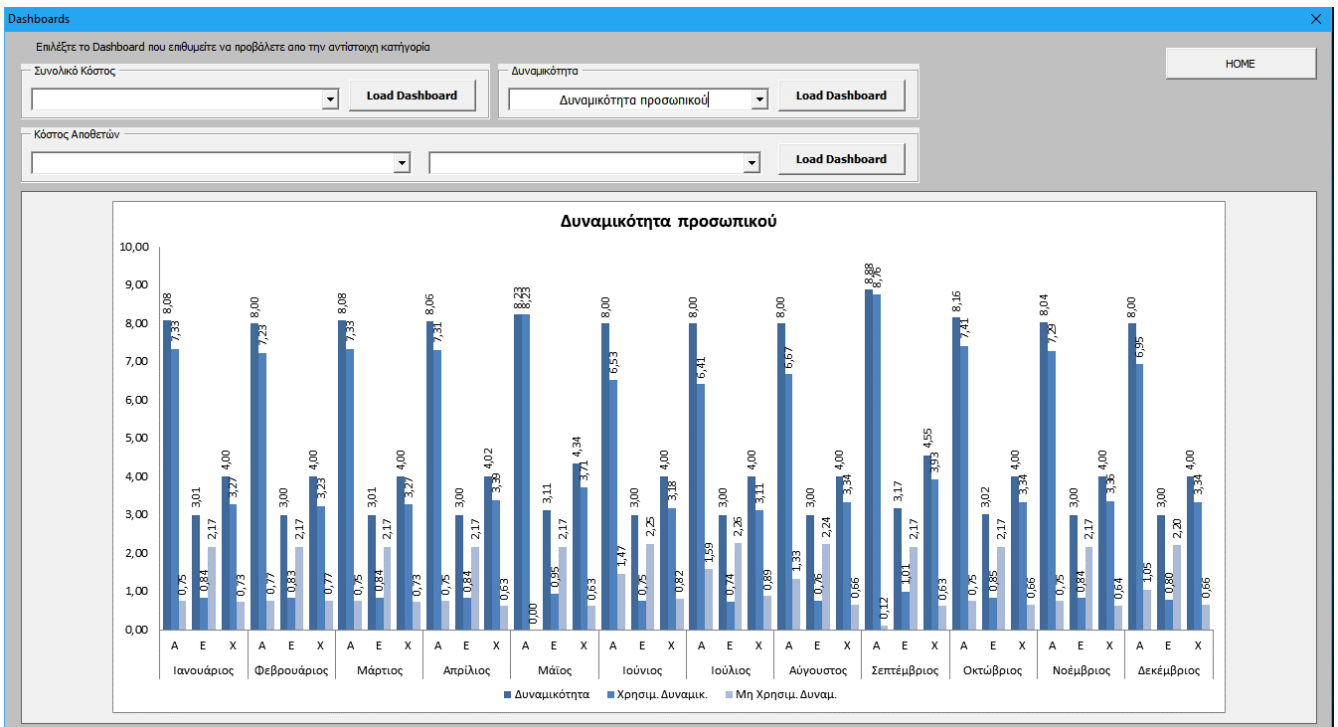 Dashboards
Επιλέξτε το Dashboard που επιθυμείτε να προβάλετε απο την αντίστοιχη κατήγορία
HOME
Συνολικό Κόστος
Load Dashboard
Δυναμικότητα
Δυναμικότητα προσωπικού
Load Dashboard
Κόστος Αποθετών
Load Dashboard
Δυναμικότητα προσωπικού
10,00
9,00
8,00
7,00
6,00
5,00
4,00
3,00
2,00
1,00
0,00
8,08 7,33 0,75 3,01 0,84 2,17 4,00 3,27 0,73
8,00 7,23 0,77 3,00 0,83 2,17 4,00 3,23 0,77
8,08 7,33 0,75 3,01 0,84 2,17 4,00 3,27 0,73
8,06 7,31 0,75 3,00 0,84 2,17 4,02 3,39 0,63
8,23 8,23 0,00 3,11 0,95 2,17 4,34 3,71 0,63
8,00 6,53 1,47 3,00 0,75 2,25 4,00 3,18 0,82
8,00 6,41 1,59 3,00 0,74 2,26 4,00 3,11 0,89
8,00 6,67 1,33 3,00 0,76 2,24 4,00 3,34 0,66
8,88 8,76 0,12 3,17 1,01 2,17 4,55 3,93 0,63
8,16 7,41 0,75 3,02 0,85 2,17 4,00 3,34 0,66
8,04 7,29 0,75 3,00 0,84 2,17 4,00 3,36 0,64
8,00 6,95 1,05 3,00 0,80 2,20 4,00 3,34 0,66
Α Ε Χ Α Ε Χ Α Ε Χ Α Ε Χ Α Ε Χ Α Ε Χ Α Ε Χ Α Ε Χ Α Ε Χ Α Ε Χ Α Ε Χ Α Ε Χ
Ιανουάριος Φεβρουάριος Μάρτιος Απρίλιος Μάϊος Ιούνιος Ιούλιος Αύγουστος Σεπτέμβριος Οκτώβριος Νοέμβριος Δεκέμβριος
Δυναμικότητα Χρησιμ. Δυναμικ. Μη Χρησιμ. Δυναμ.